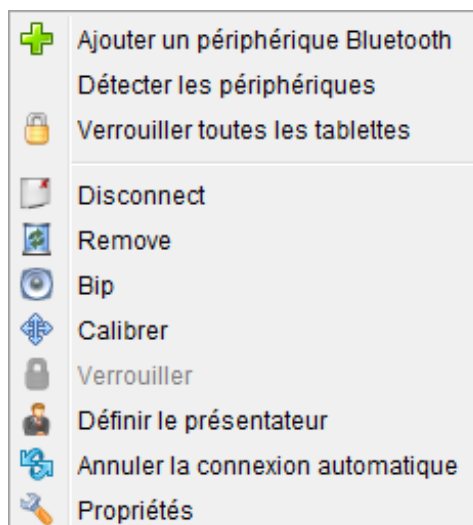 Ajouter un périphérique Bluetooth
Détecter les périphériques
Verrouiller toutes les tablettes
Disconnect
Remove
Bip
Calibrer
Verrouiller
Définir le présentateur
Annuler la connexion automatique
Propriétés